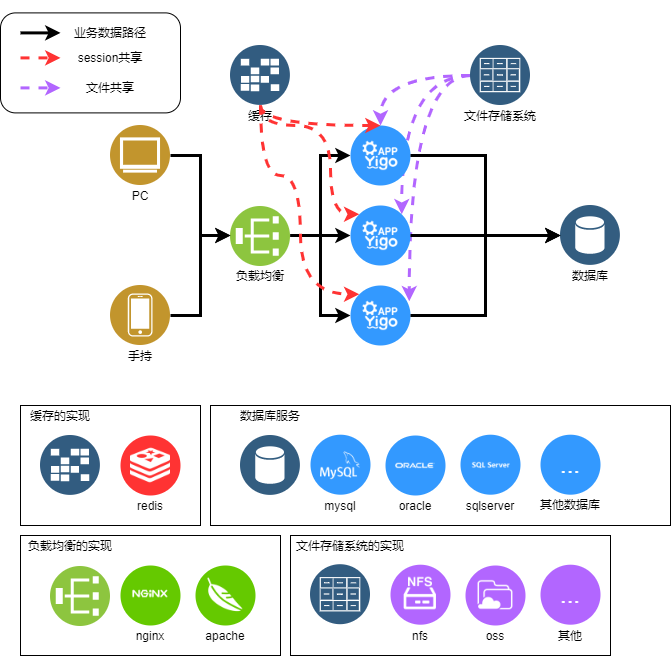 业务数据路径
session共享
文件共享
缓存
文件存储系统
APP
Yigo
PC
APP
Yigo
负载均衡
数据库
APP
Yigo
手持
缓存的实现
redis
数据库服务
MySQL
mysql
ORACLE
oracle
SQL Server
sqlserver
...
其他数据库
负载均衡的实现
NGINX
nginx
apache
文件存储系统的实现
NFS
nfs
oss
...
其他